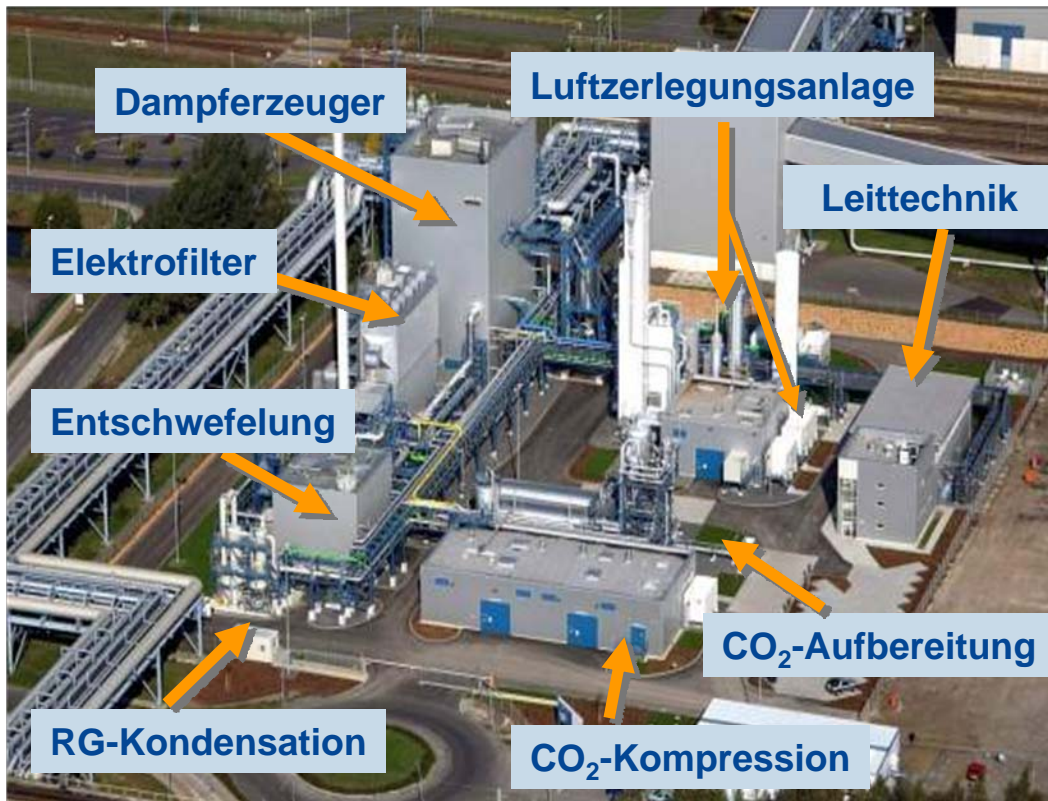 Dampferzeuger
Luftzerlegungsanlage
Leittechnik
Elektrofilter
Entschwefelung
CO₂-Aufbereitung
RG-Kondensation
CO₂-Kompression